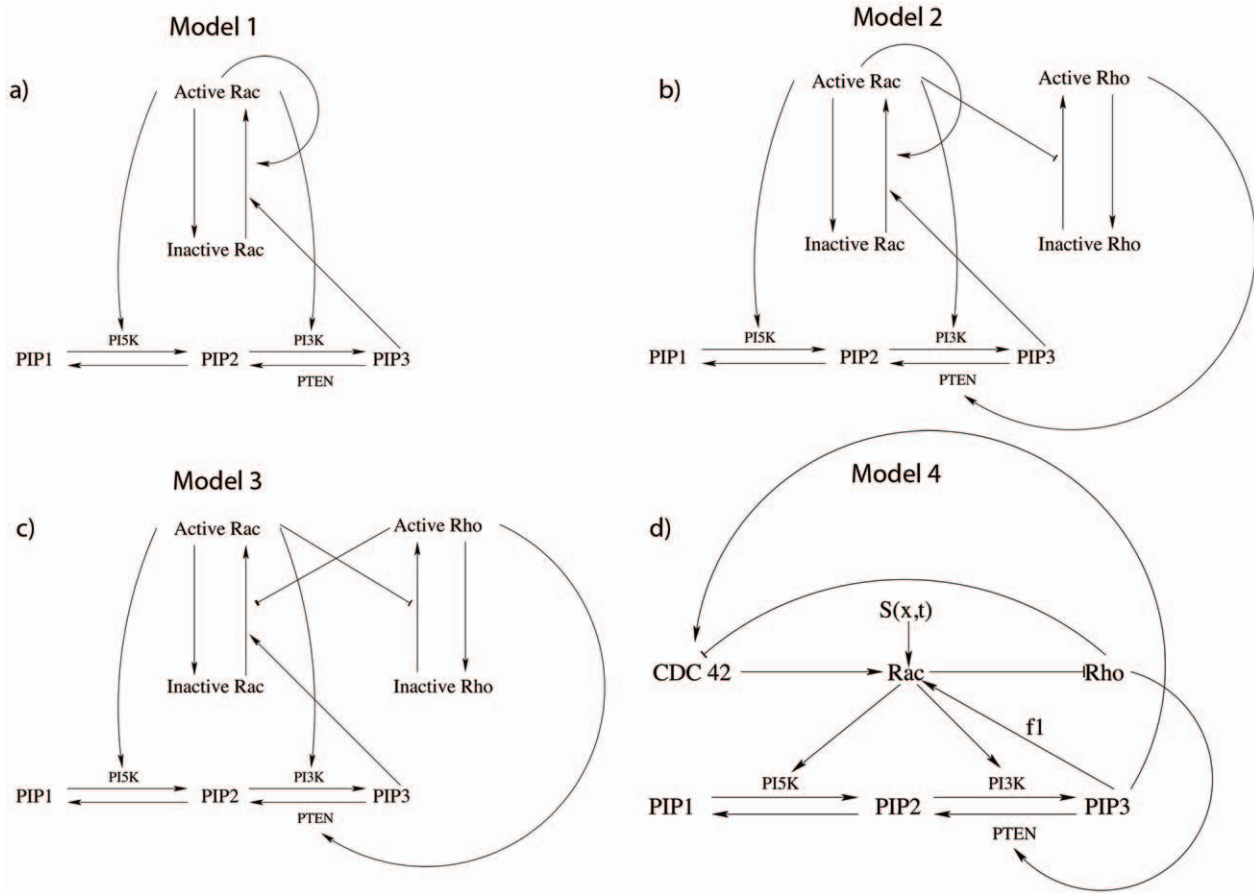 Model 1
a)
Active Rac
Inactive Rac
PI5K
PI3K
PIP1
PIP2
PIP3
PTEN
Model 2
b)
Active Rac
Active Rho
Inactive Rac
Inactive Rho
PI5K
PI3K
PIP1
PIP2
PIP3
PTEN
Model 3
c)
Active Rac
Active Rho
Inactive Rac
Inactive Rho
PI5K
PI3K
PIP1
PIP2
PIP3
PTEN
Model 4
d)
S(x,t)
CDC 42
Rac
Rho
f1
PI5K
PI3K
PIP1
PIP2
PIP3
PTEN